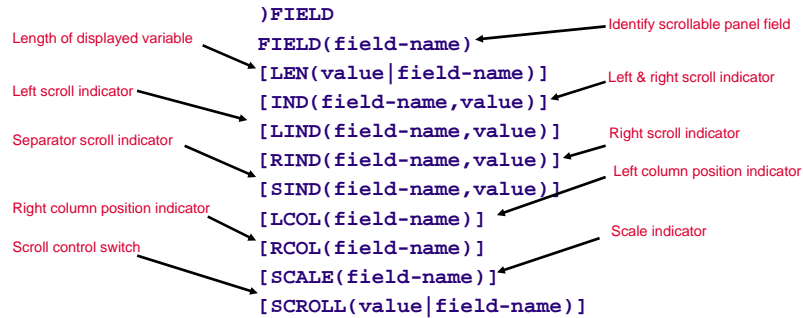 )FIELD
Length of displayed variable
FIELD(field-name)
Identify scrollable panel field
[LEN(value|field-name)]
Left scroll indicator
[IND(field-name,value)]
Left & right scroll indicator
[LIND(field-name,value)]
Separator scroll indicator
[RIND(field-name,value)]
Right scroll indicator
[SIND(field-name,value)]
Left column position indicator
Right column position indicator
[LCOL(field-name)]
Scroll control switch
[RCOL(field-name)]
Scale indicator
[SCALE(field-name)]
[SCROLL(value|field-name)]